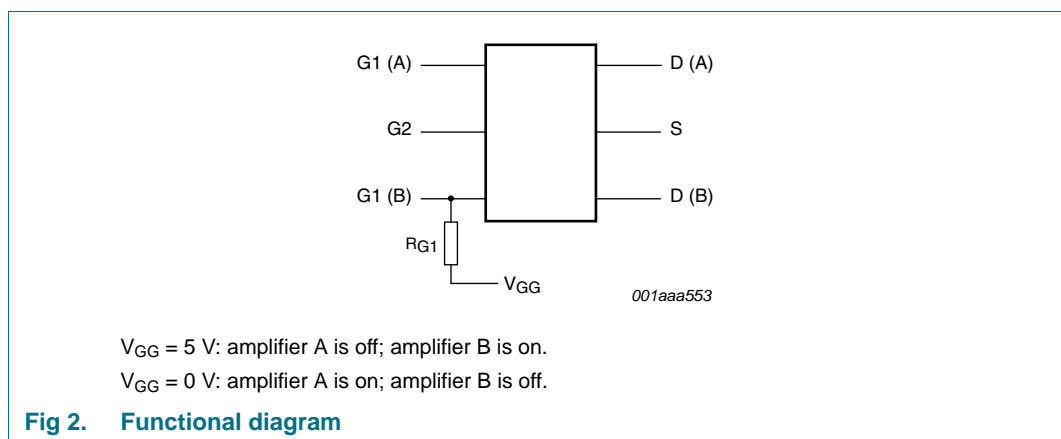 G1 (A) D (A)
G2 S
G1 (B) D (B)
RG1
VGG
001aaa553
VGG = 5 V: amplifier A is off; amplifier B is on.
VGG = 0 V: amplifier A is on; amplifier B is off.
Fig 2. Functional diagram